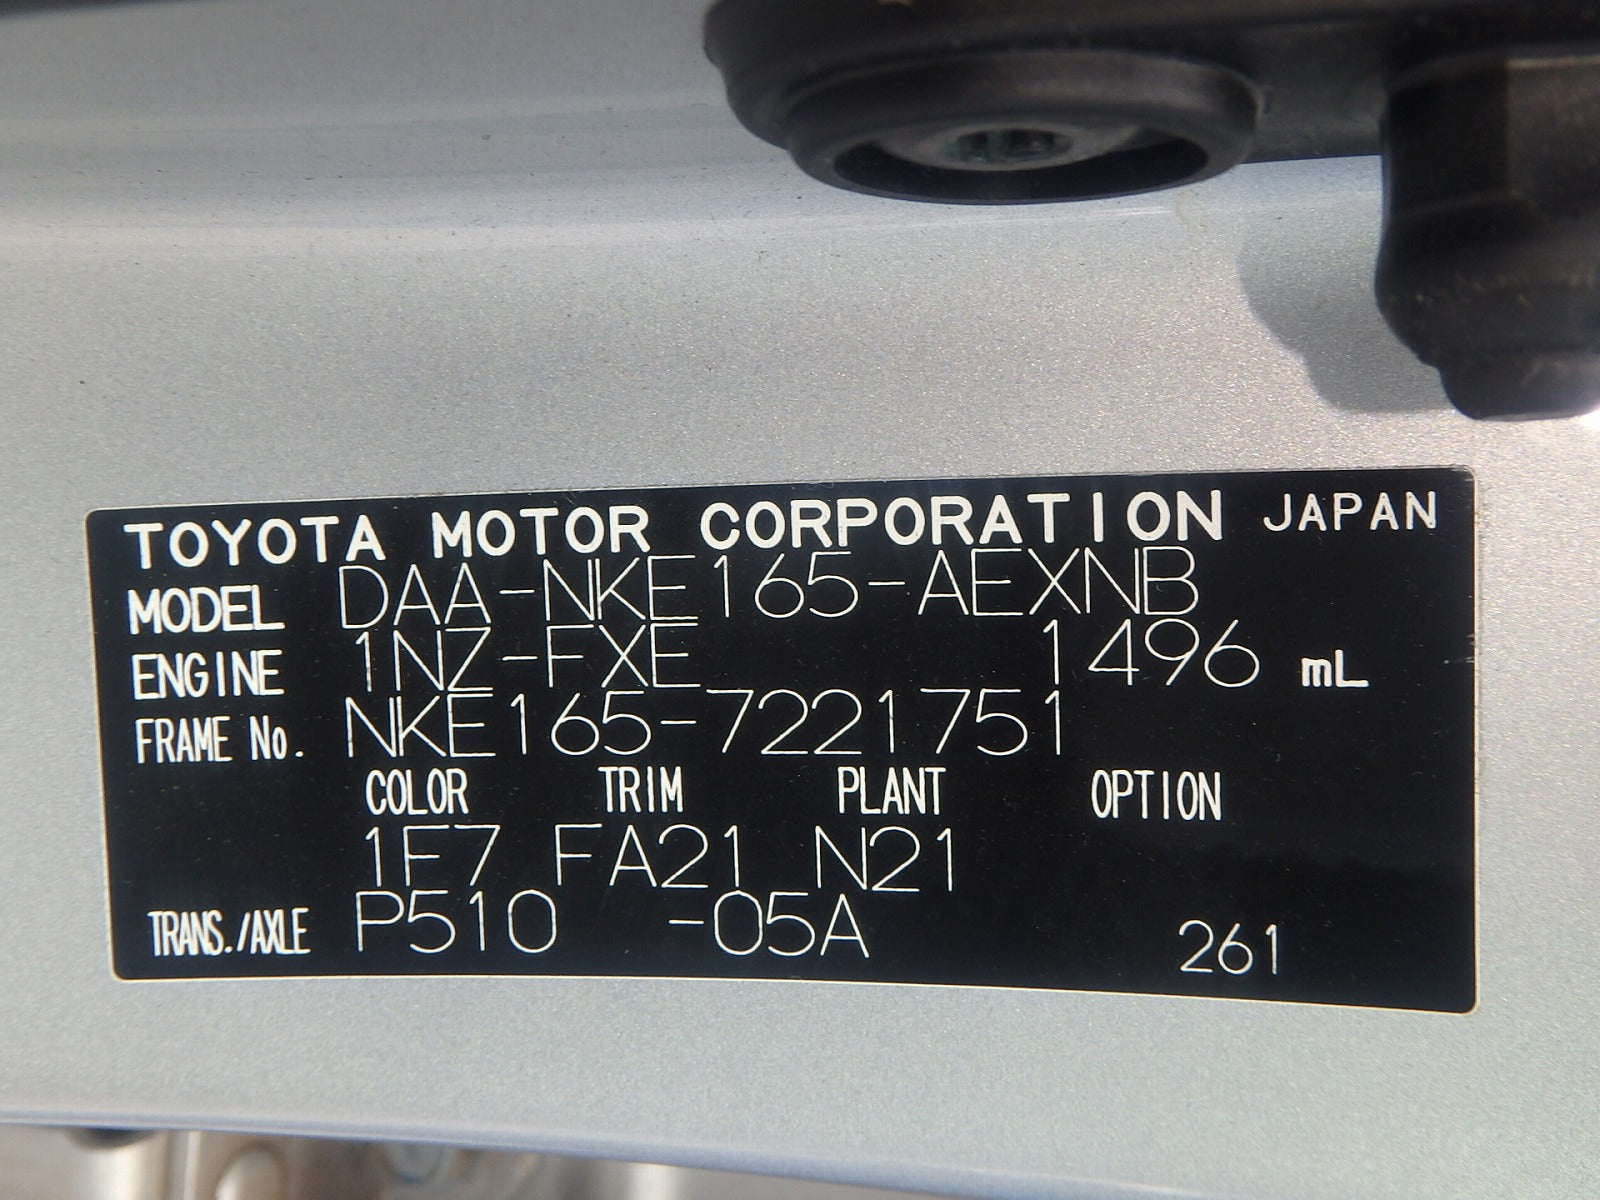 TOYOTA MOTOR CORPORATION JAPAN
MODEL DAA-NKE165-AEXNB
ENGINE 1NZ-FXE 1496 mL
FRAME No. NKE165-7221751
COLOR TRIM PLANT OPTION
1F7 FA21 N21
TRANS./AXLE P510 -05A 261